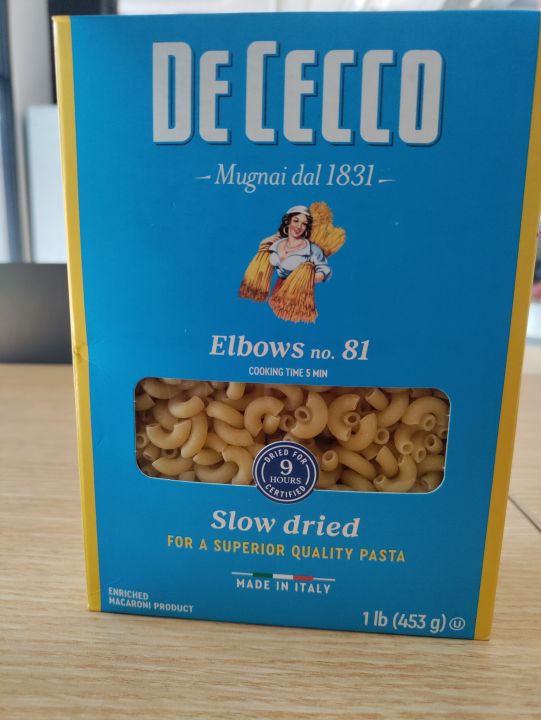 DE CECCO
Mugnai dal 1831
Elbows no. 81
COOKING TIME 5 MIN
DRIED FOR
9
HOURS
CERTIFIED
Slow dried
FOR A SUPERIOR QUALITY PASTA
MADE IN ITALY
ENRICHED
MACARONI PRODUCT
1 lb (453 g) U